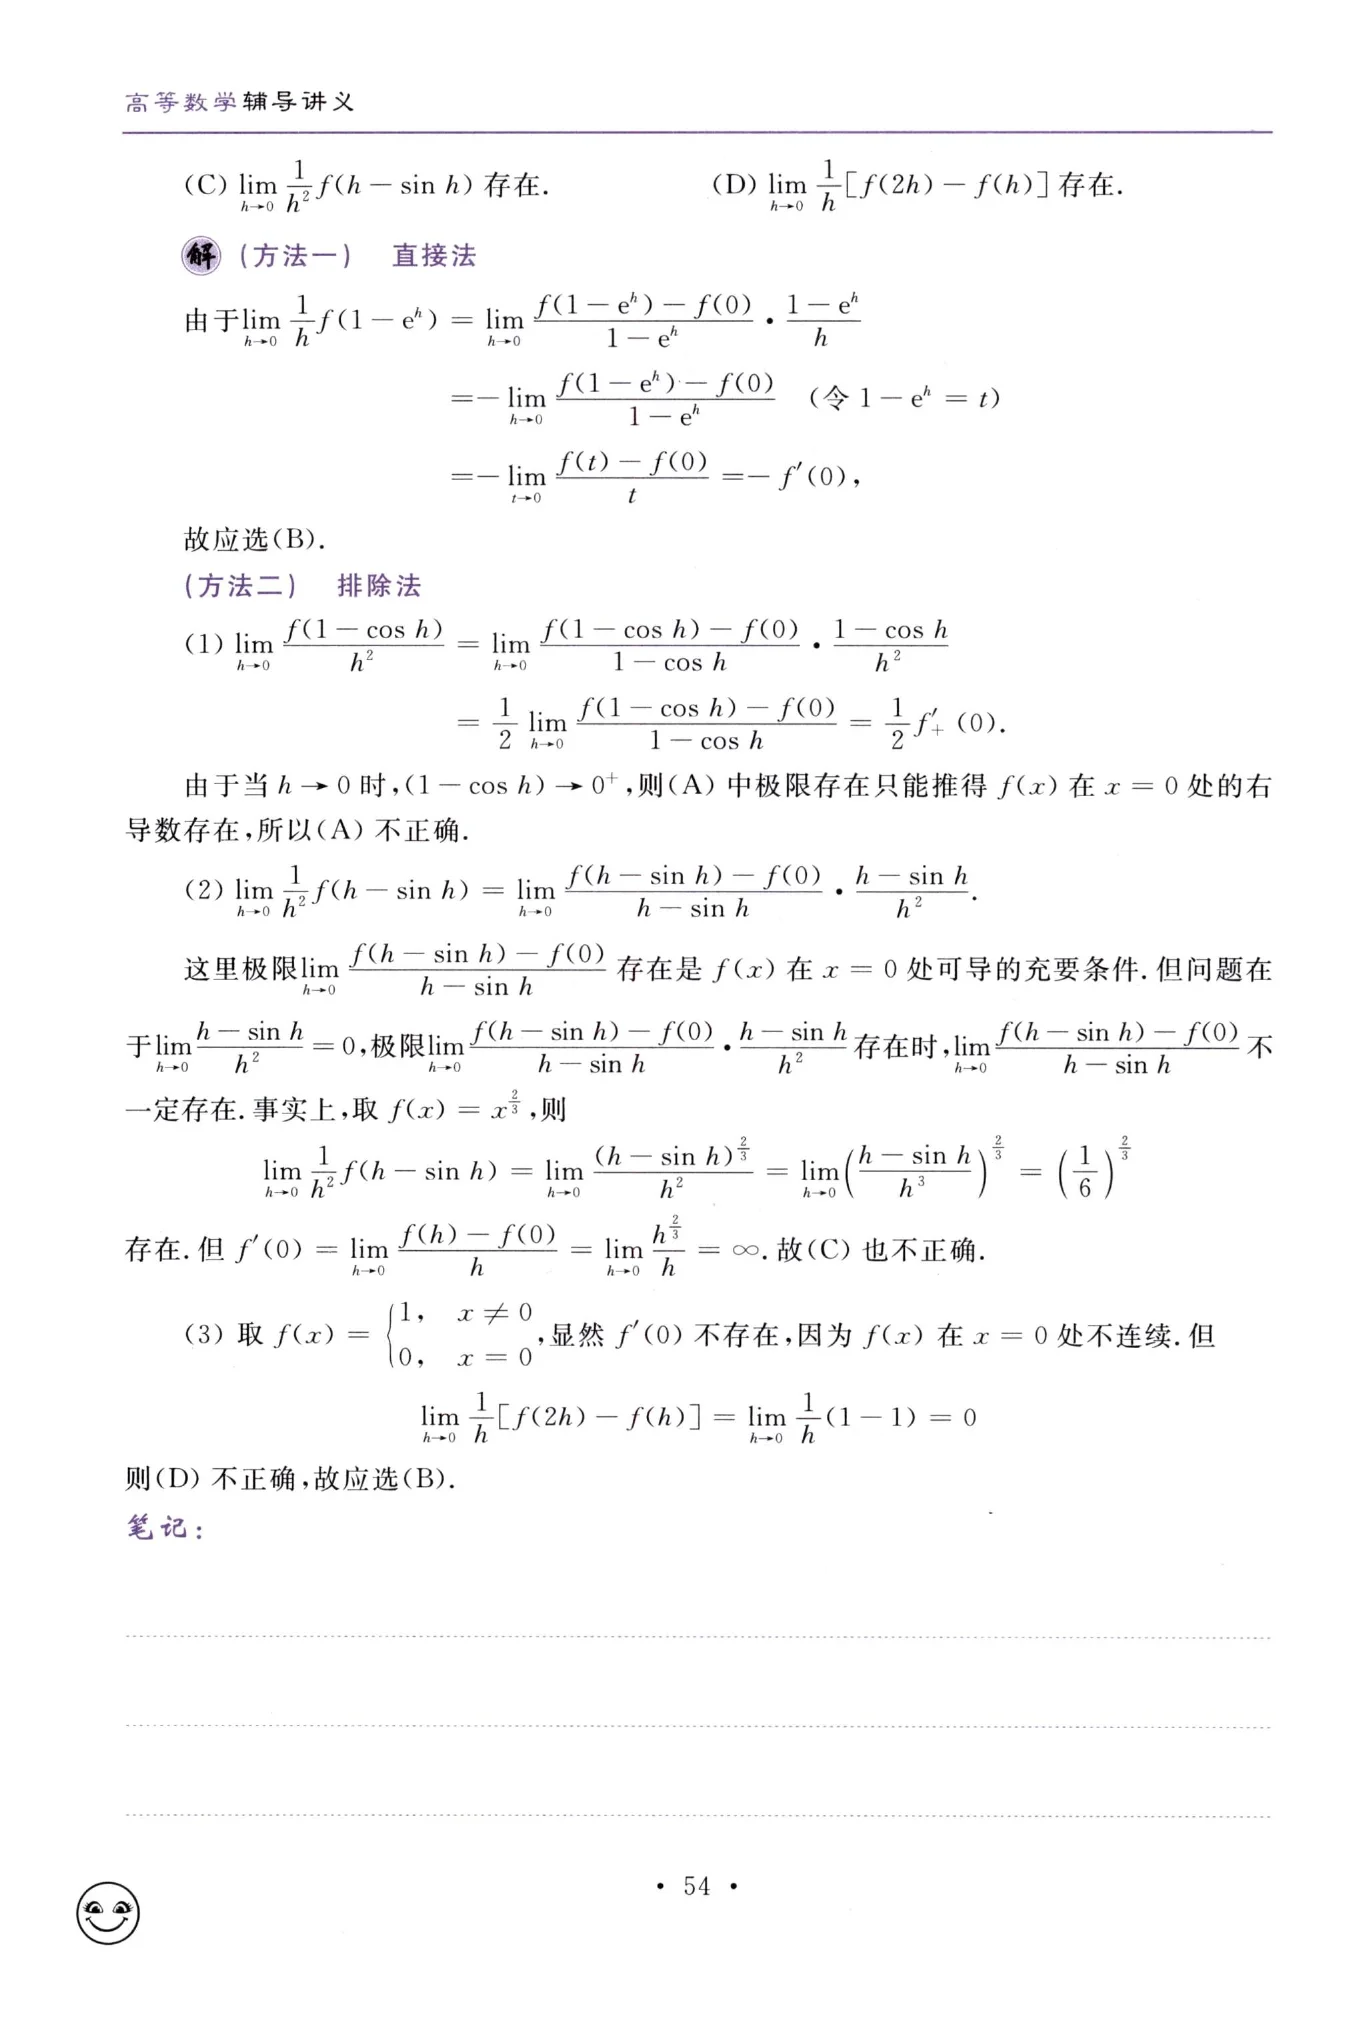 高等数学辅导讲义
(C) $\lim_{h \to 0} \frac{1}{h^2} f(h - \sin h)$ 存在. (D) $\lim_{h \to 0} \frac{1}{h} [f(2h) - f(h)]$ 存在.
解 (方法一) 直接法
由于 $\lim_{h \to 0} \frac{1}{h} f(1 - e^h) = \lim_{h \to 0} \frac{f(1 - e^h) - f(0)}{1 - e^h} \cdot \frac{1 - e^h}{h}$
$= -\lim_{h \to 0} \frac{f(1 - e^h) - f(0)}{1 - e^h}$ (令 $1 - e^h = t$)
$= -\lim_{t \to 0} \frac{f(t) - f(0)}{t} = -f'(0)$,
故应选(B).
(方法二) 排除法
(1) $\lim_{h \to 0} \frac{f(1 - \cos h)}{h^2} = \lim_{h \to 0} \frac{f(1 - \cos h) - f(0)}{1 - \cos h} \cdot \frac{1 - \cos h}{h^2}$
$= \frac{1}{2} \lim_{h \to 0} \frac{f(1 - \cos h) - f(0)}{1 - \cos h} = \frac{1}{2} f'_+(0)$.
由于当 $h \to 0$ 时,$(1 - \cos h) \to 0^+$,则(A) 中极限存在只能推得 $f(x)$ 在 $x = 0$ 处的右
导数存在,所以(A) 不正确.
(2) $\lim_{h \to 0} \frac{1}{h^2} f(h - \sin h) = \lim_{h \to 0} \frac{f(h - \sin h) - f(0)}{h - \sin h} \cdot \frac{h - \sin h}{h^2}$.
这里极限 $\lim_{h \to 0} \frac{f(h - \sin h) - f(0)}{h - \sin h}$ 存在是 $f(x)$ 在 $x = 0$ 处可导的充要条件. 但问题在
于 $\lim_{h \to 0} \frac{h - \sin h}{h^2} = 0$,极限 $\lim_{h \to 0} \frac{f(h - \sin h) - f(0)}{h - \sin h} \cdot \frac{h - \sin h}{h^2}$ 存在时,$\lim_{h \to 0} \frac{f(h - \sin h) - f(0)}{h - \sin h}$ 不
一定存在. 事实上,取 $f(x) = x^{\frac{2}{3}}$,则
$\lim_{h \to 0} \frac{1}{h^2} f(h - \sin h) = \lim_{h \to 0} \frac{(h - \sin h)^{\frac{2}{3}}}{h^2} = \lim_{h \to 0} \left( \frac{h - \sin h}{h^3} \right)^{\frac{2}{3}} = \left( \frac{1}{6} \right)^{\frac{2}{3}}$
存在. 但 $f'(0) = \lim_{h \to 0} \frac{f(h) - f(0)}{h} = \lim_{h \to 0} \frac{h^{\frac{2}{3}}}{h} = \infty$. 故(C) 也不正确.
(3) 取 $f(x) = \begin{cases} 1, & x \neq 0 \\ 0, & x = 0 \end{cases}$,显然 $f'(0)$ 不存在,因为 $f(x)$ 在 $x = 0$ 处不连续. 但
$\lim_{h \to 0} \frac{1}{h} [f(2h) - f(h)] = \lim_{h \to 0} \frac{1}{h} (1 - 1) = 0$
则(D) 不正确,故应选(B).
笔记:
• 54 •